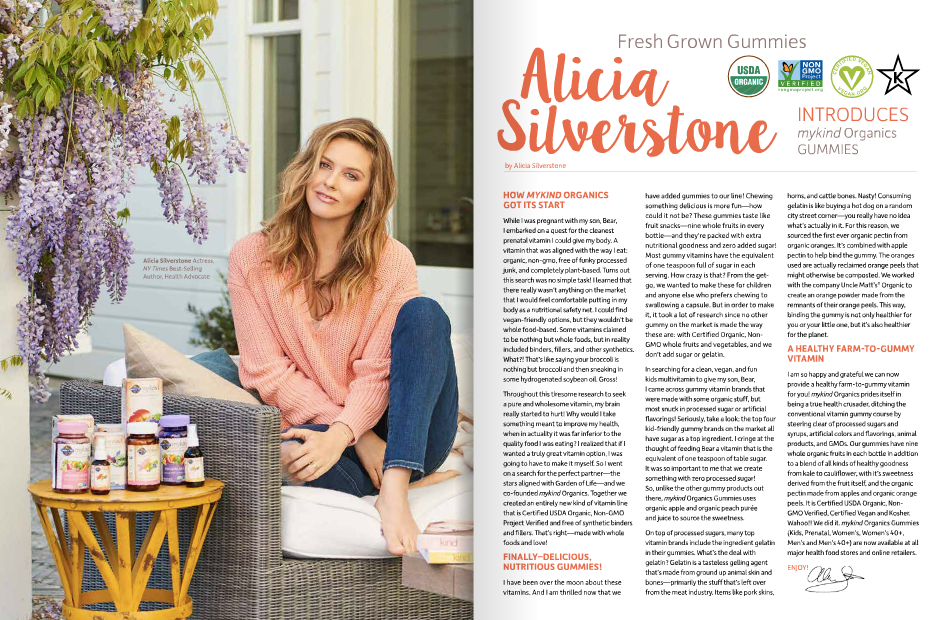 Alicia Silverstone Actress,
NY Times Best-Selling
Author, Health Advocate
mykind
kind
kind
Fresh Grown Gummies
Alicia
Silverstone
USDA
ORGANIC
NON
GMO
Project
VERIFIED
nongmoproject.org
CERTIFIED VEGAN
VEGAN.ORG
K
INTRODUCES
mykind Organics
GUMMIES
by Alicia Silverstone
HOW MYKIND ORGANICS
GOT ITS START
While I was pregnant with my son, Bear,
I embarked on a quest for the cleanest
prenatal vitamin I could give my body. A
vitamin that was aligned with the way I eat:
organic, non-gmo, free of funky processed
junk, and completely plant-based. Turns out
this search was no simple task! I learned that
there really wasn't anything on the market
that I would feel comfortable putting in my
body as a nutritional safety net. I could find
vegan-friendly options, but they wouldn't be
whole food-based. Some vitamins claimed
to be nothing but whole foods, but in reality
included binders, fillers, and other synthetics.
What?! That's like saying your broccoli is
nothing but broccoli and then sneaking in
some hydrogenated soybean oil. Gross!
Throughout this tiresome research to seek
a pure and wholesome vitamin, my brain
really started to hurt! Why would I take
something meant to improve my health,
when in actuality it was far inferior to the
quality food I was eating? I realized that if I
wanted a truly great vitamin option, I was
going to have to make it myself. So I went
on a search for the perfect partner—the
stars aligned with Garden of Life—and we
co-founded mykind Organics. Together we
created an entirely new kind of vitamin line
that is Certified USDA Organic, Non-GMO
Project Verified and free of synthetic binders
and fillers. That's right—made with whole
foods and love!
FINALLY–DELICIOUS,
NUTRITIOUS GUMMIES!
I have been over the moon about these
vitamins. And I am thrilled now that we
have added gummies to our line! Chewing
something delicious is more fun—how
could it not be? These gummies taste like
fruit snacks—nine whole fruits in every
bottle—and they're packed with extra
nutritional goodness and zero added sugar!
Most gummy vitamins have the equivalent
of one teaspoon full of sugar in each
serving. How crazy is that? From the get-
go, we wanted to make these for children
and anyone else who prefers chewing to
swallowing a capsule. But in order to make
it, it took a lot of research since no other
gummy on the market is made the way
these are: with Certified Organic, Non-
GMO whole fruits and vegetables, and we
don't add sugar or gelatin.
In searching for a clean, vegan, and fun
kids multivitamin to give my son, Bear,
I came across gummy vitamin brands that
were made with some organic stuff, but
most snuck in processed sugar or artificial
flavorings! Seriously, take a look: the top four
kid-friendly gummy brands on the market all
have sugar as a top ingredient. I cringe at the
thought of feeding Bear a vitamin that is the
equivalent of one teaspoon of table sugar.
It was so important to me that we create
something with zero processed sugar!
So, unlike the other gummy products out
there, mykind Organics Gummies uses
organic apple and organic peach purée
and juice to source the sweetness.
On top of processed sugars, many top
vitamin brands include the ingredient gelatin
in their gummies. What's the deal with
gelatin? Gelatin is a tasteless gelling agent
that's made from ground up animal skin and
bones—primarily the stuff that's left over
from the meat industry. Items like pork skins,
horns, and cattle bones. Nasty! Consuming
gelatin is like buying a hot dog on a random
city street corner—you really have no idea
what's actually in it. For this reason, we
sourced the first ever organic pectin from
organic oranges. It's combined with apple
pectin to help bind the gummy. The oranges
used are actually reclaimed orange peels that
might otherwise be composted. We worked
with the company Uncle Matt's® Organic to
create an orange powder made from the
remnants of their orange peels. This way,
binding the gummy is not only healthier for
you or your little one, but it's also healthier
for the planet.
A HEALTHY FARM-TO-GUMMY
VITAMIN
I am so happy and grateful we can now
provide a healthy farm-to-gummy vitamin
for you! mykind Organics prides itself in
being a true health crusader, ditching the
conventional vitamin gummy course by
steering clear of processed sugars and
syrups, artificial colors and flavorings, animal
products, and GMOs. Our gummies have nine
whole organic fruits in each bottle in addition
to a blend of all kinds of healthy goodness
from kale to cauliflower, with it's sweetness
derived from the fruit itself, and the organic
pectin made from apples and organic orange
peels. It is Certified USDA Organic, Non-
GMO Verified, Certified Vegan and Kosher.
Wahoo!! We did it. mykind Organics Gummies
(Kids, Prenatal, Women's, Women's 40+,
Men's and Men's 40+) are now available at all
major health food stores and online retailers.
ENJOY!